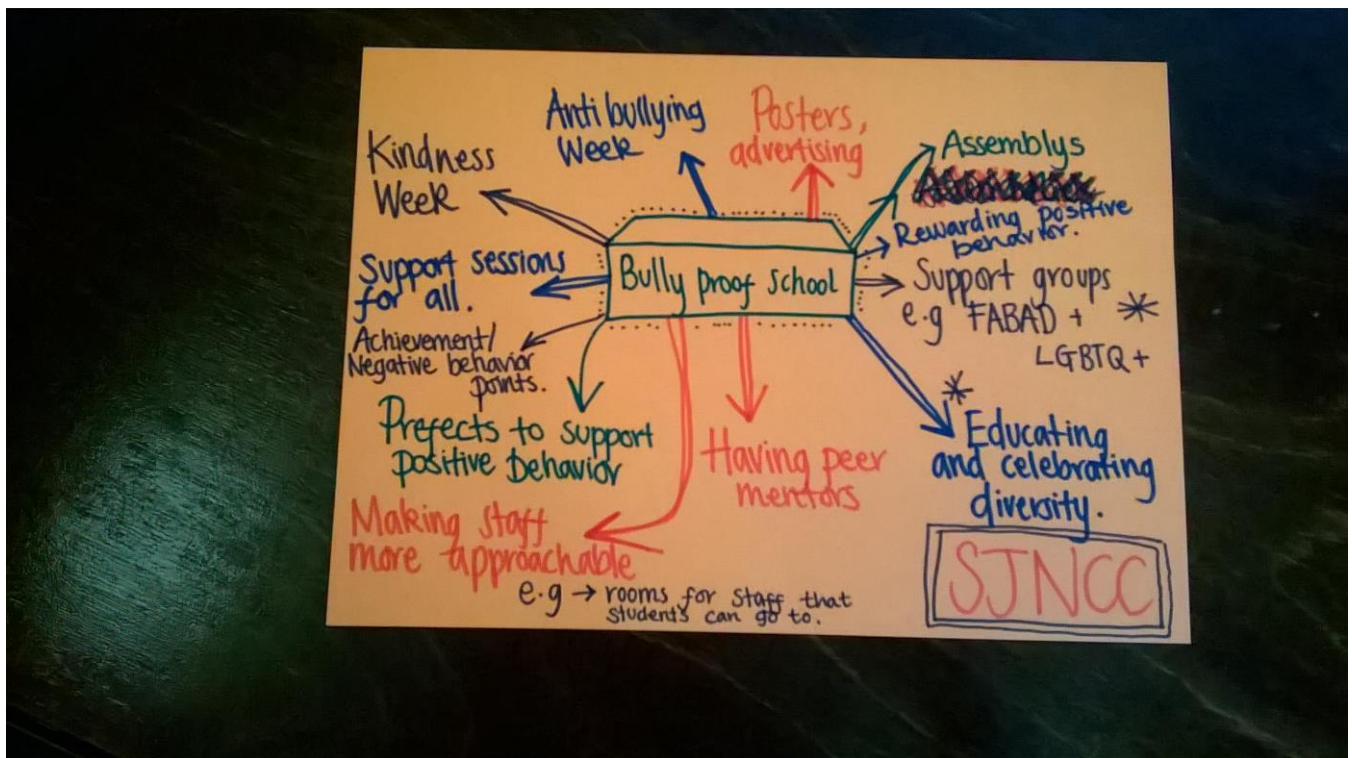 Bully proof school
Kindness
Week
Anti bullying
Week
Posters,
advertising
Assemblys
Rewarding positive
behavior.
Support groups
e.g FABAD +
LGBTQ +
Educating
and celebrating
diversity.
Having peer
mentors
Making staff
more approachable
e.g → rooms for staff that
students can go to.
Prefects to support
positive behavior
Achievement/
Negative behavior
points.
Support sessions
for all.
SJNCC